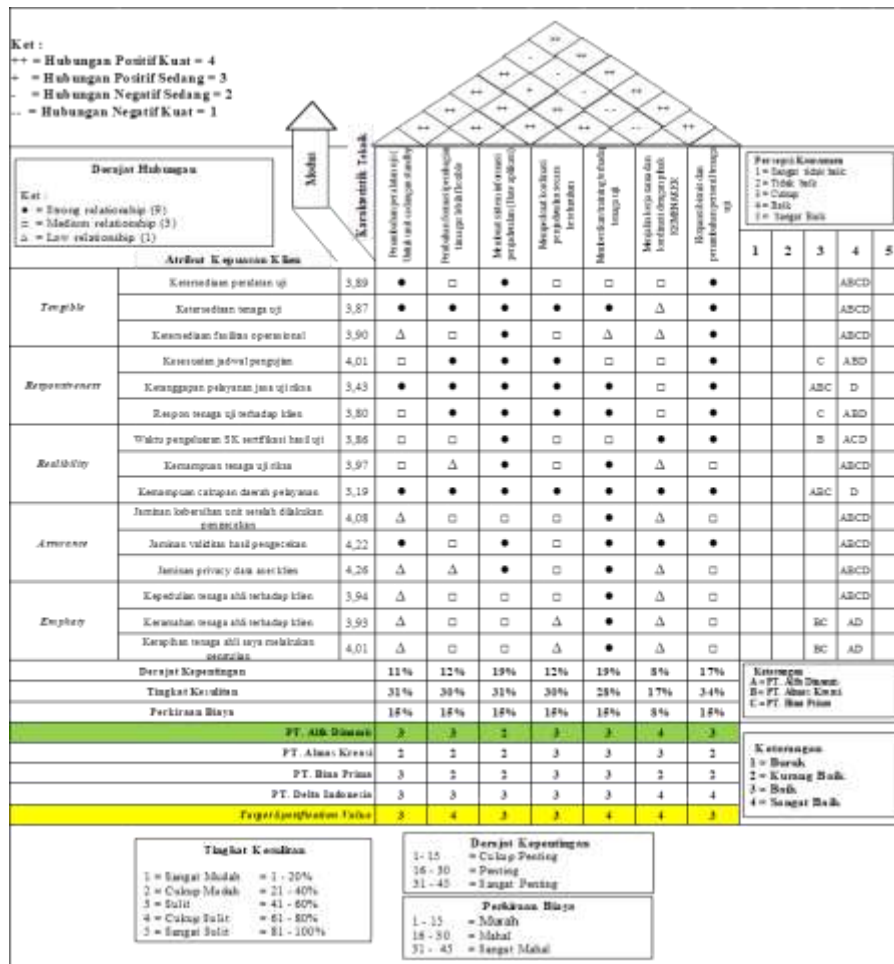 Ket :
++ = Hubungan Positif Kuat = 4
+ = Hubungan Positif Sedang = 3
- = Hubungan Negatif Sedang = 2
-- = Hubungan Negatif Kuat = 1
Derajat Hubungan
Ket :
● = Strong relationship (9)
□ = Medium relationship (3)
△ = Low relationship (1)
Karakteristik Teknik
Memberikan training terhadap tenaga uji
Persepsi Konsumen
1 = Sangat tidak baik
2 = Tidak baik
3 = Cukup
4 = Baik
5 = Sangat Baik
Atribut Kepuasan Klien
1 2 3 4 5
Tangible
Ketersediaan peralatan uji 3,89 ● □ ● □ □ □ ● ABCD
Ketersediaan tenaga uji 3,87 ● ● ● ● ● △ ● ABCD
Ketersediaan fasilitas operasional 3,90 △ □ ● □ △ △ ● ABCD
Responsiveness
Kesesuaian jadwal pengujian 4,01 □ ● ● ● □ □ ● C ABD
Ketanggapan pelayanan jasa uji riksa 3,43 ● ● ● ● ● □ ● ABC D
Respon tenaga uji terhadap klien 3,80 □ ● ● ● ● □ ● C ABD
Realibility
Waktu pengeluaran SK sertifikasi hasil uji 3,86 □ □ ● □ □ ● ● B ACD
Kemampuan tenaga uji riksa 3,97 □ △ ● □ ● △ □ ABCD
Kemampuan cakupan daerah pelayanan 3,19 ● ● ● ● ● ● ● ABC D
Assurance
Jaminan kebersihan unit setelah dilakukan pengecekan 4,08 △ □ □ □ ● △ □ ABCD
Jaminan validitas hasil pengecekan 4,22 ● □ ● □ ● ● ● ABCD
Jaminan privacy data aset klien 4,26 △ △ ● □ ● △ □ ABCD
Emphaty
Kepedulian tenaga ahli terhadap klien 3,94 △ □ □ □ ● △ □ ABCD
Keramahan tenaga ahli terhadap klien 3,93 △ □ □ △ ● △ □ BC AD
Kerapihan tenaga ahli saya melakukan 4,01 △ □ □ △ ● △ □ BC AD
Derajat Kepentingan 11% 12% 19% 12% 19% 8% 17%
Tingkat Kesulitan 31% 30% 31% 30% 28% 17% 34%
Perkiraan Biaya 15% 15% 15% 15% 15% 8% 15%
Keterangan
A = PT. Alfa Dinamis
B = PT. Almas Kreasi
C = PT. Bina Prima
PT. Alfa Dinamis 3 3 2 3 3 4 3
PT. Almas Kreasi 2 2 2 3 3 3 2
PT. Bina Prima 3 2 2 3 3 2 2
PT. Delta Indonesia 3 3 3 3 3 4 4
Target Spesification Value 3 4 3 3 4 4 3
Keterangan
1 = Buruk
2 = Kurang Baik
3 = Baik
4 = Sangat Baik
Tingkat Kesulitan
1 = Sangat Mudah = 1 - 20%
2 = Cukup Mudah = 21 - 40%
3 = Sulit = 41 - 60%
4 = Cukup Sulit = 61 - 80%
5 = Sangat Sulit = 81 - 100%
Derajat Kepentingan
1- 15 = Cukup Penting
16 - 30 = Penting
31 - 45 = Sangat Penting
Perkiraan Biaya
1 - 15 = Murah
16 - 30 = Mahal
31 - 45 = Sangat Mahal